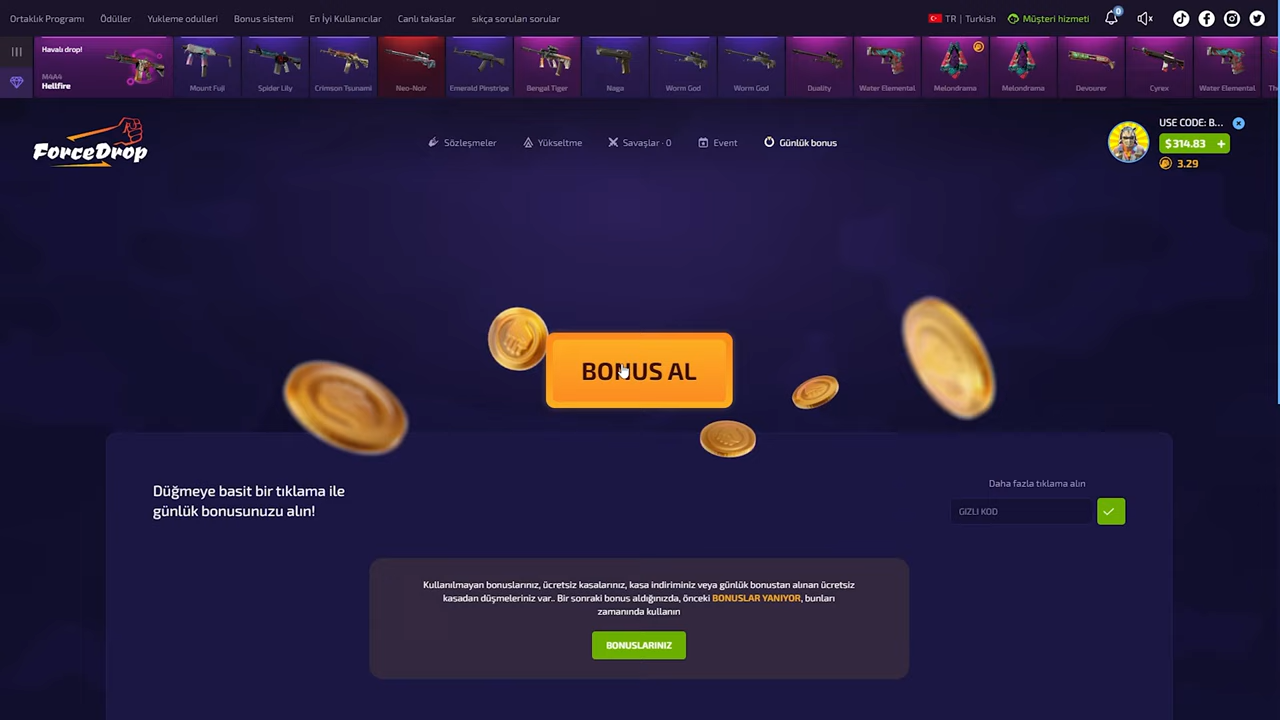 Ortaklık Programı Ödüller Yukleme odulleri Bonus sistemi En İyi Kullanıcılar Canlı takaslar sıkça sorulan sorular TR | Turkish Müşteri hizmeti 0
Havalı drop!
M4A4
Hellfire
Mount Fuji Spider Lily Crimson Tsunami Neo-Noir Emerald Pinstripe Bengal Tiger Naga Worm God Worm God Duality Water Elemental Melondrama Melondrama Devourer Cyrex Water Elemental
ForceDrop
Sözleşmeler Yükseltme Savaşlar · 0 Event Günlük bonus
USE CODE: B...
$314.83 +
3.29
BONUS AL
Düğmeye basit bir tıklama ile
günlük bonusunuzu alın!
Daha fazla tıklama alın
GIZLI KOD
Kullanılmayan bonuslarınız, ücretsiz kasalarınız, kasa indiriminiz veya günlük bonustan alınan ücretsiz
kasadan düşmeleriniz var.. Bir sonraki bonus aldığınızda, önceki BONUSLAR YANIYOR, bunları
zamanında kullanın
BONUSLARINIZ